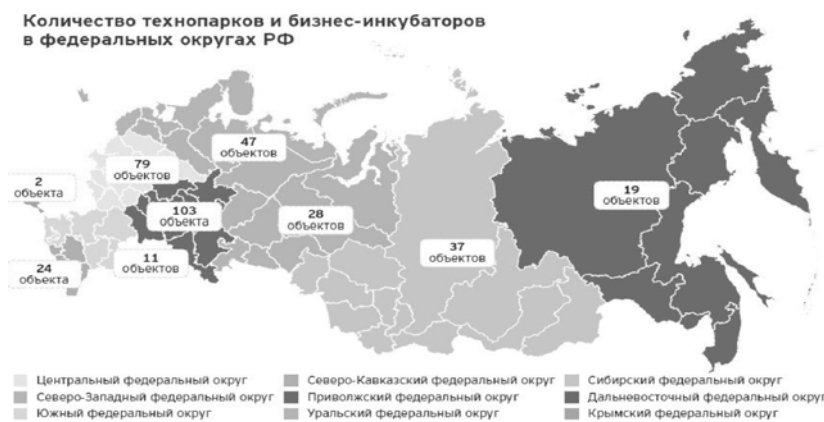 Количество технопарков и бизнес-инкубаторов
в федеральных округах РФ
47
объектов
79
объектов
2
объекта
103
объекта
19
объектов
28
объектов
37
объектов
11
объектов
24
объекта
Центральный федеральный округ
Северо-Западный федеральный округ
Южный федеральный округ
Северо-Кавказский федеральный округ
Приволжский федеральный округ
Уральский федеральный округ
Сибирский федеральный округ
Дальневосточный федеральный округ
Крымский федеральный округ